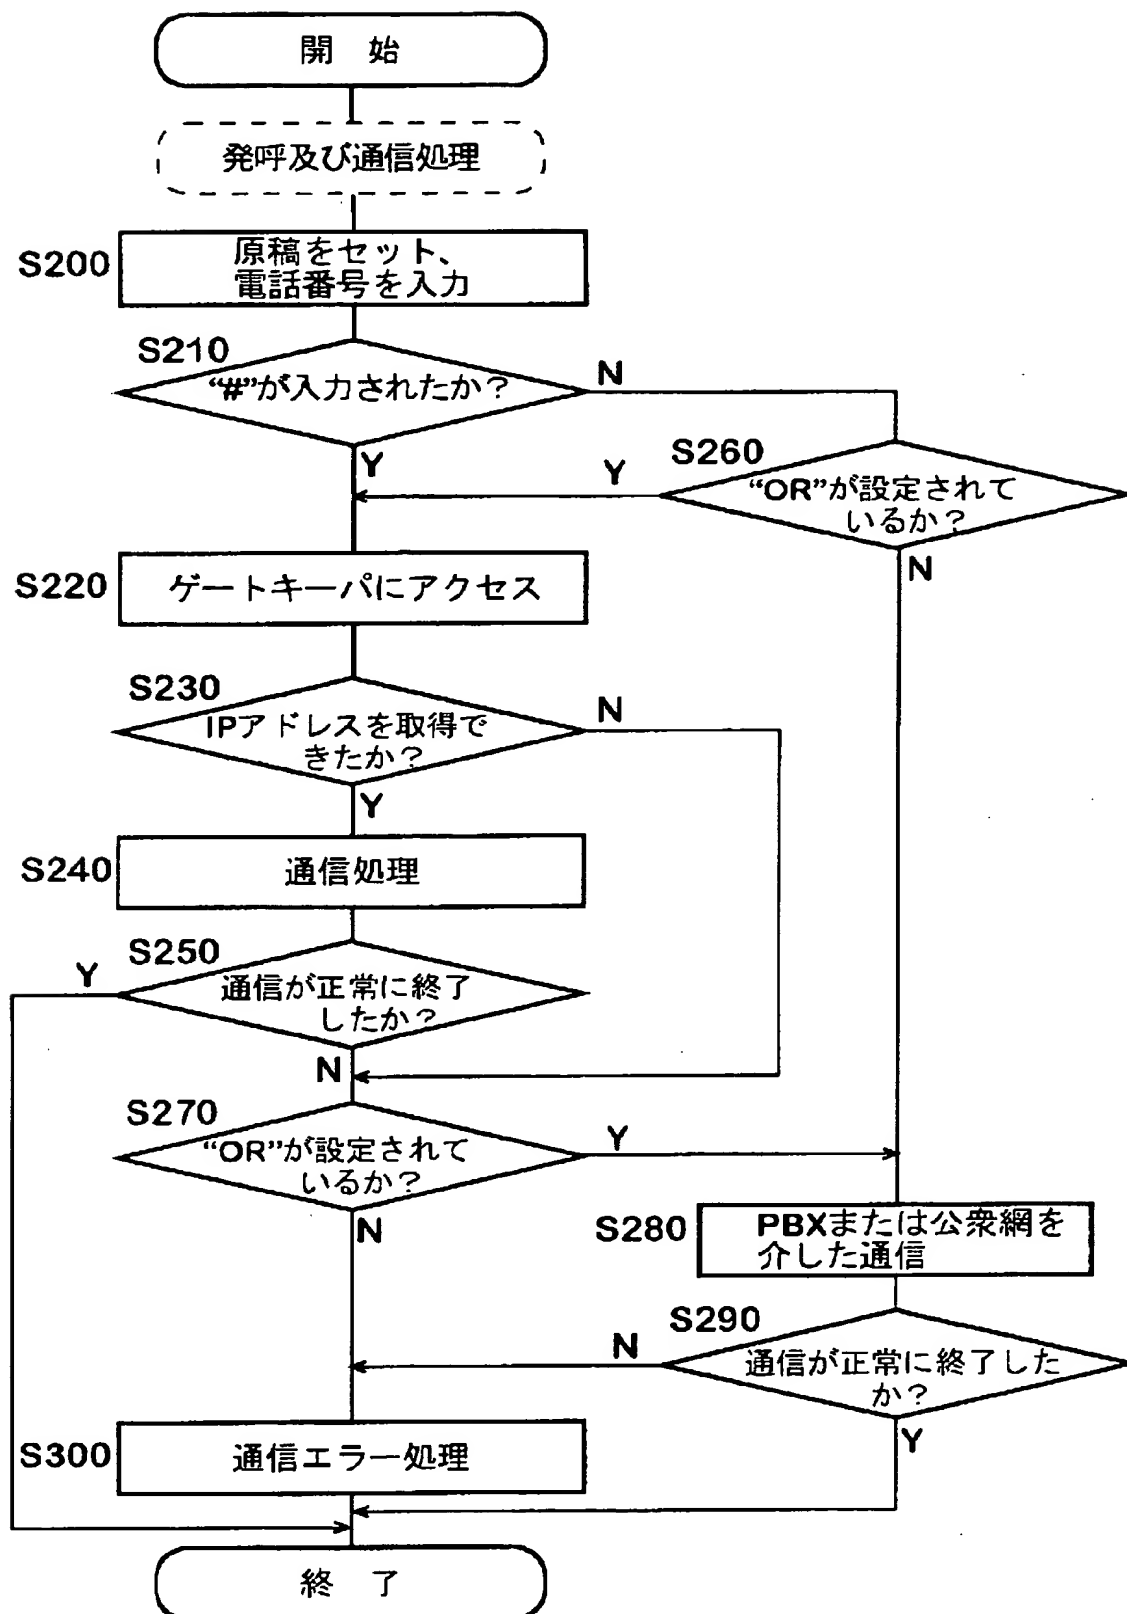 開　始
発呼及び通信処理
S200
原稿をセット、
電話番号を入力
S210
“#”が入力されたか？
N
Y
S260
“OR”が設定されて
いるか？
Y
N
S220
ゲートキーパにアクセス
S230
IPアドレスを取得で
きたか？
N
Y
S240
通信処理
S250
通信が正常に終了
したか？
Y
N
S270
“OR”が設定されて
いるか？
Y
N
S280
PBXまたは公衆網を
介した通信
S290
通信が正常に終了した
か？
N
Y
S300
通信エラー処理
終　了